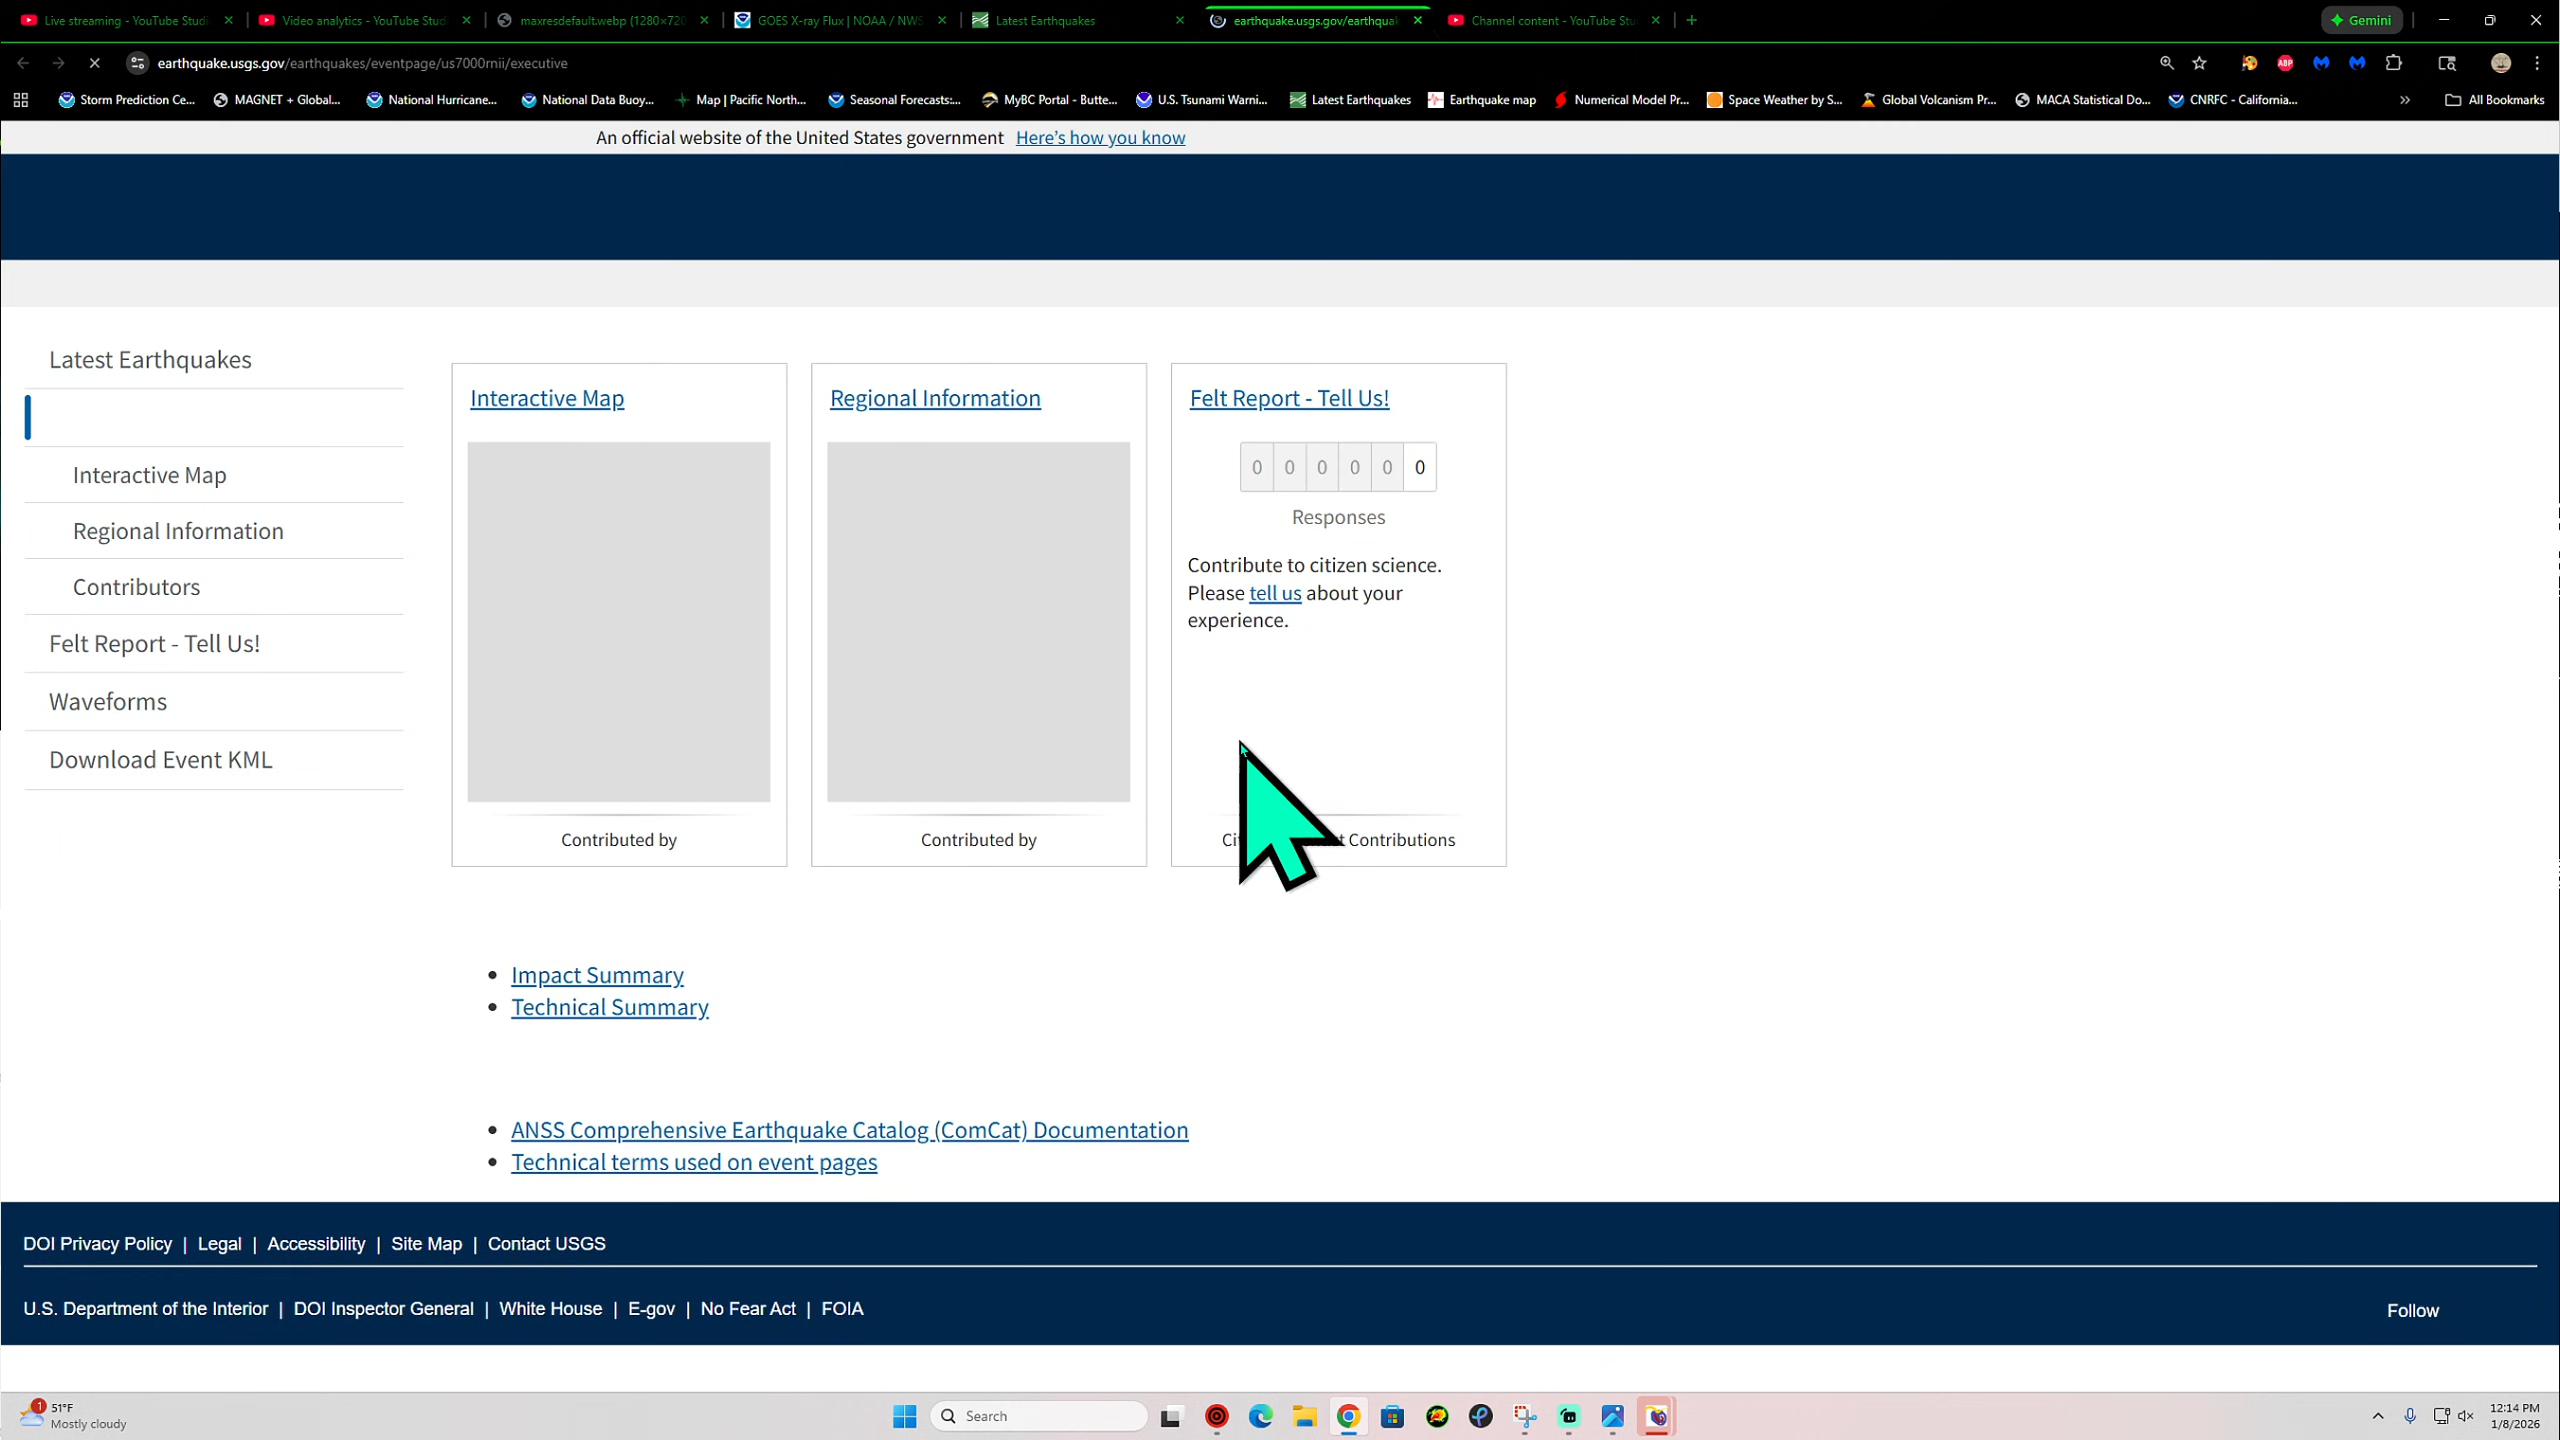 Live streaming - YouTube Studi
Video analytics - YouTube Studi
maxresdefault.webp (1280×720
GOES X-ray Flux | NOAA / NWS
Latest Earthquakes
earthquake.usgs.gov/earthquak
Channel content - YouTube Stu
Gemini
earthquake.usgs.gov/earthquakes/eventpage/us7000rnii/executive
ABP
Storm Prediction Ce...
MAGNET + Global...
National Hurricane...
National Data Buoy...
Map | Pacific North...
Seasonal Forecasts:...
MyBC Portal - Butte...
U.S. Tsunami Warni...
Latest Earthquakes
Earthquake map
Numerical Model Pr...
Space Weather by S...
Global Volcanism Pr...
MACA Statistical Do...
CNRFC - California...
All Bookmarks
An official website of the United States government Here's how you know
Latest Earthquakes
Interactive Map
Regional Information
Contributors
Felt Report - Tell Us!
Waveforms
Download Event KML
Interactive Map
Contributed by
Regional Information
Contributed by
Felt Report - Tell Us!
0 0 0 0 0 0
Responses
Contribute to citizen science.
Please tell us about your
experience.
Contributions
Impact Summary
Technical Summary
ANSS Comprehensive Earthquake Catalog (ComCat) Documentation
Technical terms used on event pages
DOI Privacy Policy | Legal | Accessibility | Site Map | Contact USGS
U.S. Department of the Interior | DOI Inspector General | White House | E-gov | No Fear Act | FOIA
Follow
1
51°F
Mostly cloudy
Search
12:14 PM
1/8/2026